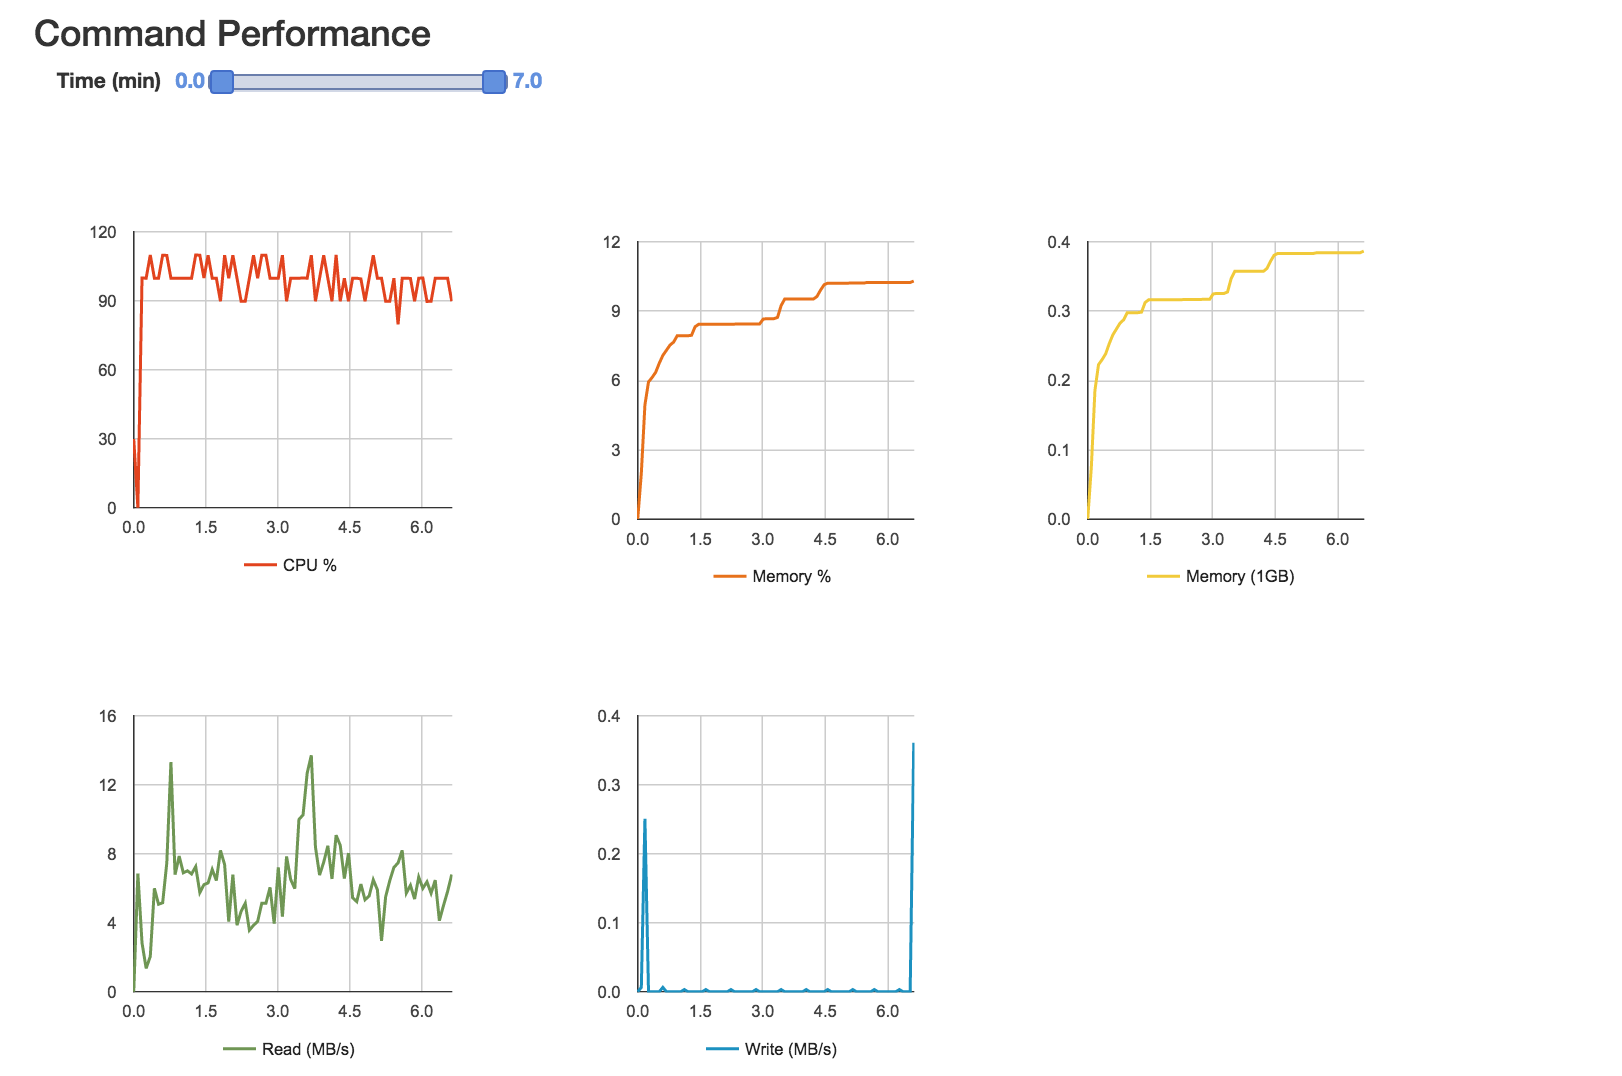 Command Performance
Time (min) 0.0 7.0
120
90
60
30
0
0.0 1.5 3.0 4.5 6.0
CPU %
12
9
6
3
0
0.0 1.5 3.0 4.5 6.0
Memory %
0.4
0.3
0.2
0.1
0.0
0.0 1.5 3.0 4.5 6.0
Memory (1GB)
16
12
8
4
0
0.0 1.5 3.0 4.5 6.0
Read (MB/s)
0.4
0.3
0.2
0.1
0.0
0.0 1.5 3.0 4.5 6.0
Write (MB/s)